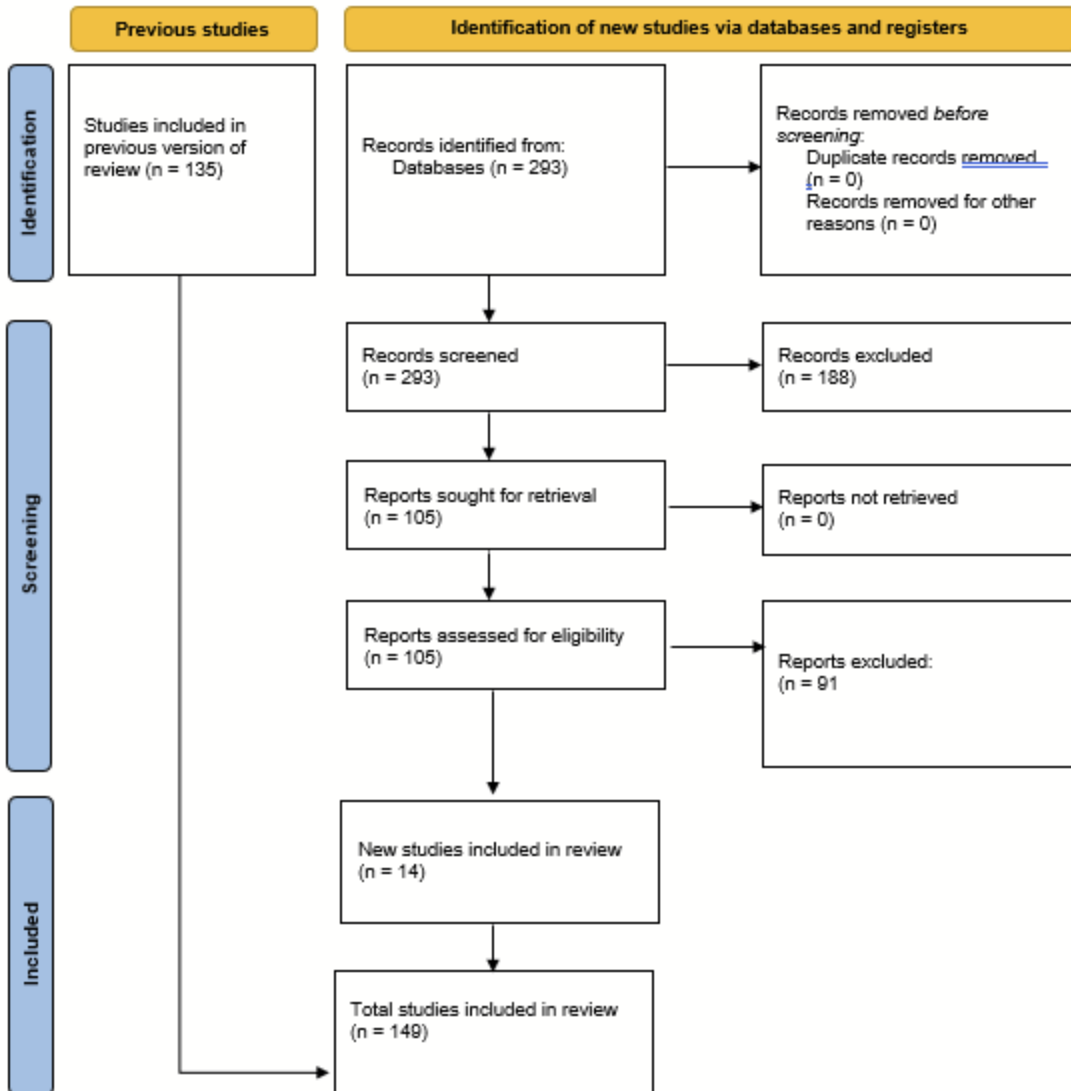 Previous studies
Identification of new studies via databases and registers
Identification
Studies included in
previous version of
review (n = 135)
Records identified from:
Databases (n = 293)
Records removed before
screening:
Duplicate records removed
(n = 0)
Records removed for other
reasons (n = 0)
Screening
Records screened
(n = 293)
Records excluded
(n = 188)
Reports sought for retrieval
(n = 105)
Reports not retrieved
(n = 0)
Reports assessed for eligibility
(n = 105)
Reports excluded:
(n = 91
Included
New studies included in review
(n = 14)
Total studies included in review
(n = 149)